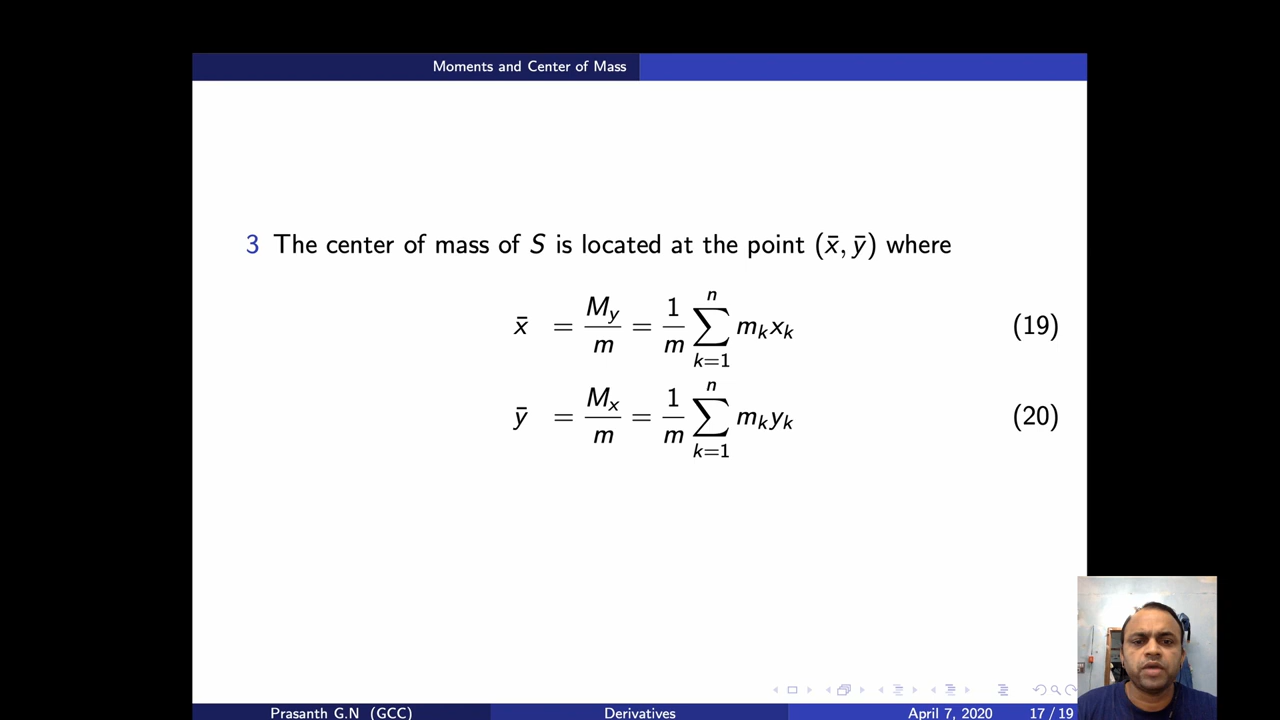 Moments and Center of Mass
3 The center of mass of S is located at the point (x̄, ȳ) where
x̄ = M_y/m = 1/m ∑_{k=1}^{n} m_k x_k (19)
ȳ = M_x/m = 1/m ∑_{k=1}^{n} m_k y_k (20)
Prasanth G.N (GCC) Derivatives April 7, 2020 17 / 19